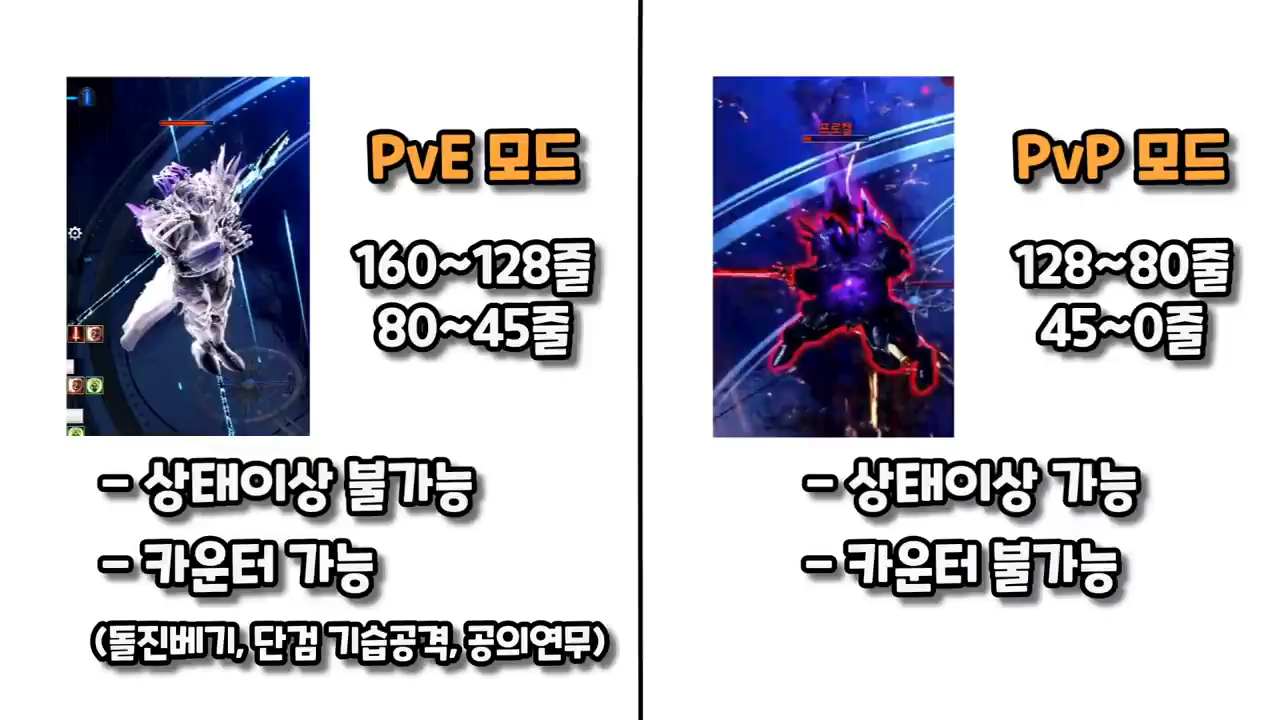 PvE 모드
160~128줄
80~45줄
- 상태이상 불가능
- 카운터 가능
(돌진베기, 단검 기습공격, 공의연무)
프로켈
PvP 모드
128~80줄
45~0줄
- 상태이상 가능
- 카운터 불가능